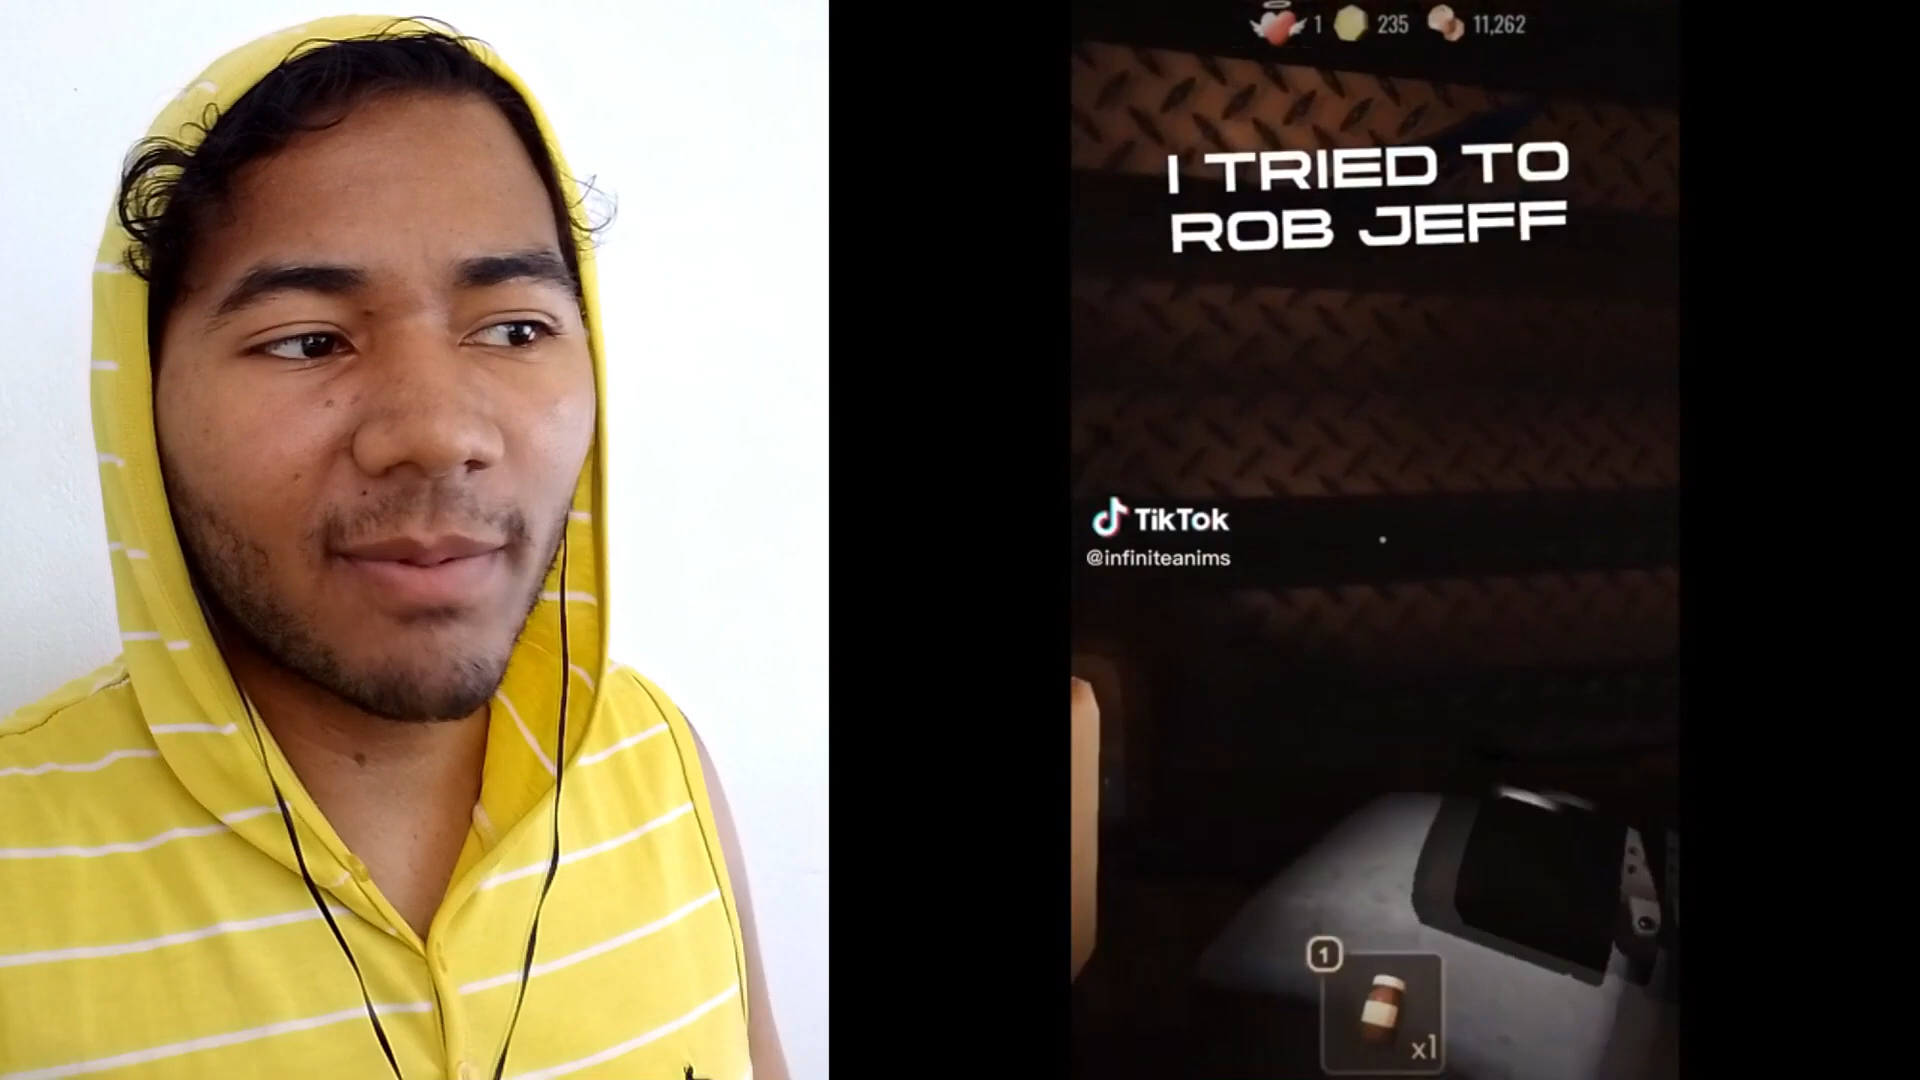 1 235 11,262
I TRIED TO
ROB JEFF
TikTok
@infiniteanims
1
x1